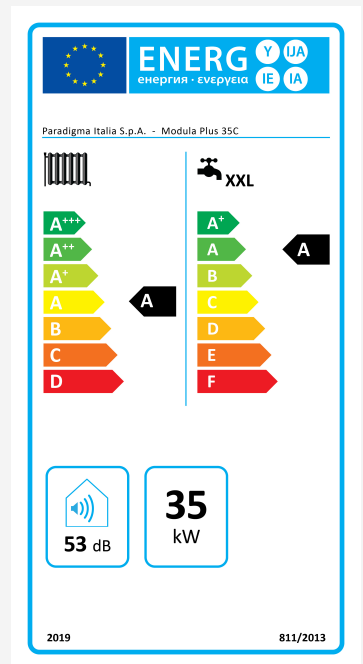 ENERG Y IJA
енергия · ενεργεια IE IA
Paradigma Italia S.p.A. - Modula Plus 35C
XXL
A+++
A++
A+
A
B
C
D
A
A+
A
B
C
D
E
F
A
53 dB
35
kW
2019
811/2013